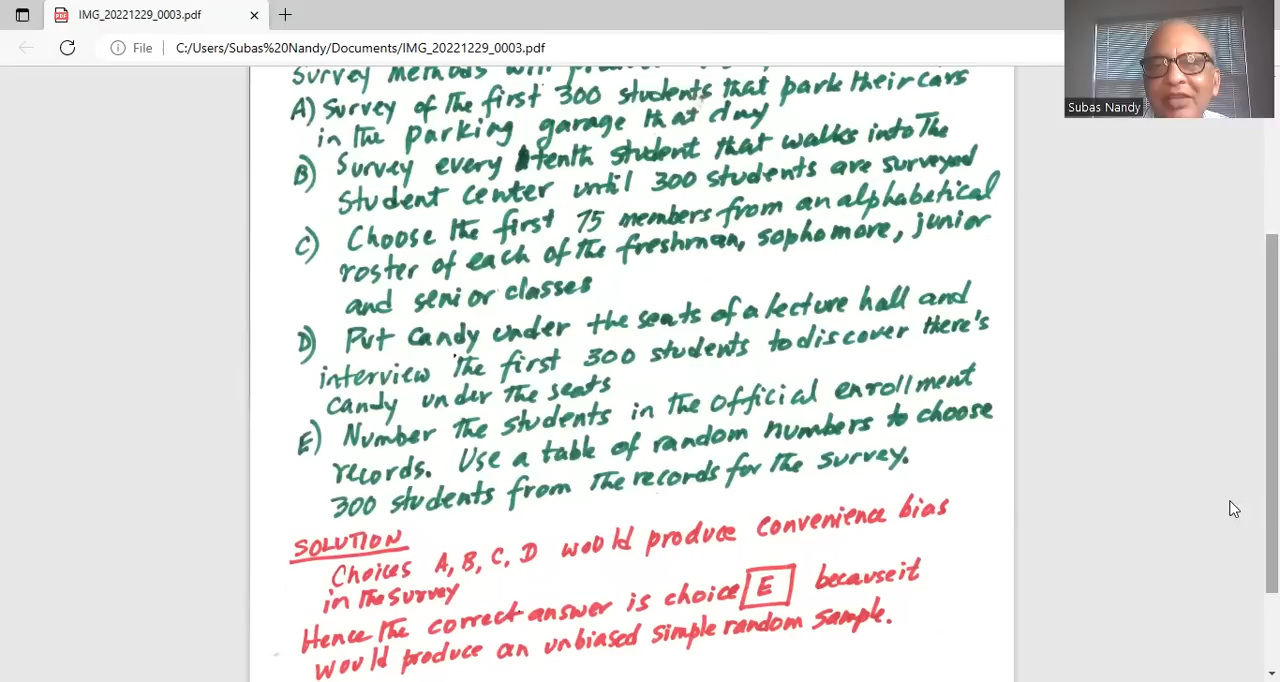 IMG_20221229_0003.pdf
File
C:/Users/Subas%20Nandy/Documents/IMG_20221229_0003.pdf
Subas Nandy
Survey Methods will
A) Survey of the first 300 students that park their cars
in the parking garage that day
B) Survey every tenth student that walks into The
student center until 300 students are surveyed
C) Choose the first 75 members from an alphabetical
roster of each of the freshman, sophomore, junior
and senior classes
D) Put Candy under the seats of a lecture hall and
interview the first 300 students to discover there's
candy under the seats
E) Number the students in the official enrollment
records. Use a table of random numbers to choose
300 students from the records for the survey.
SOLUTION
Choices A, B, C, D would produce convenience bias
in the survey
Hence the correct answer is choice E because it
would produce an unbiased simple random sample.